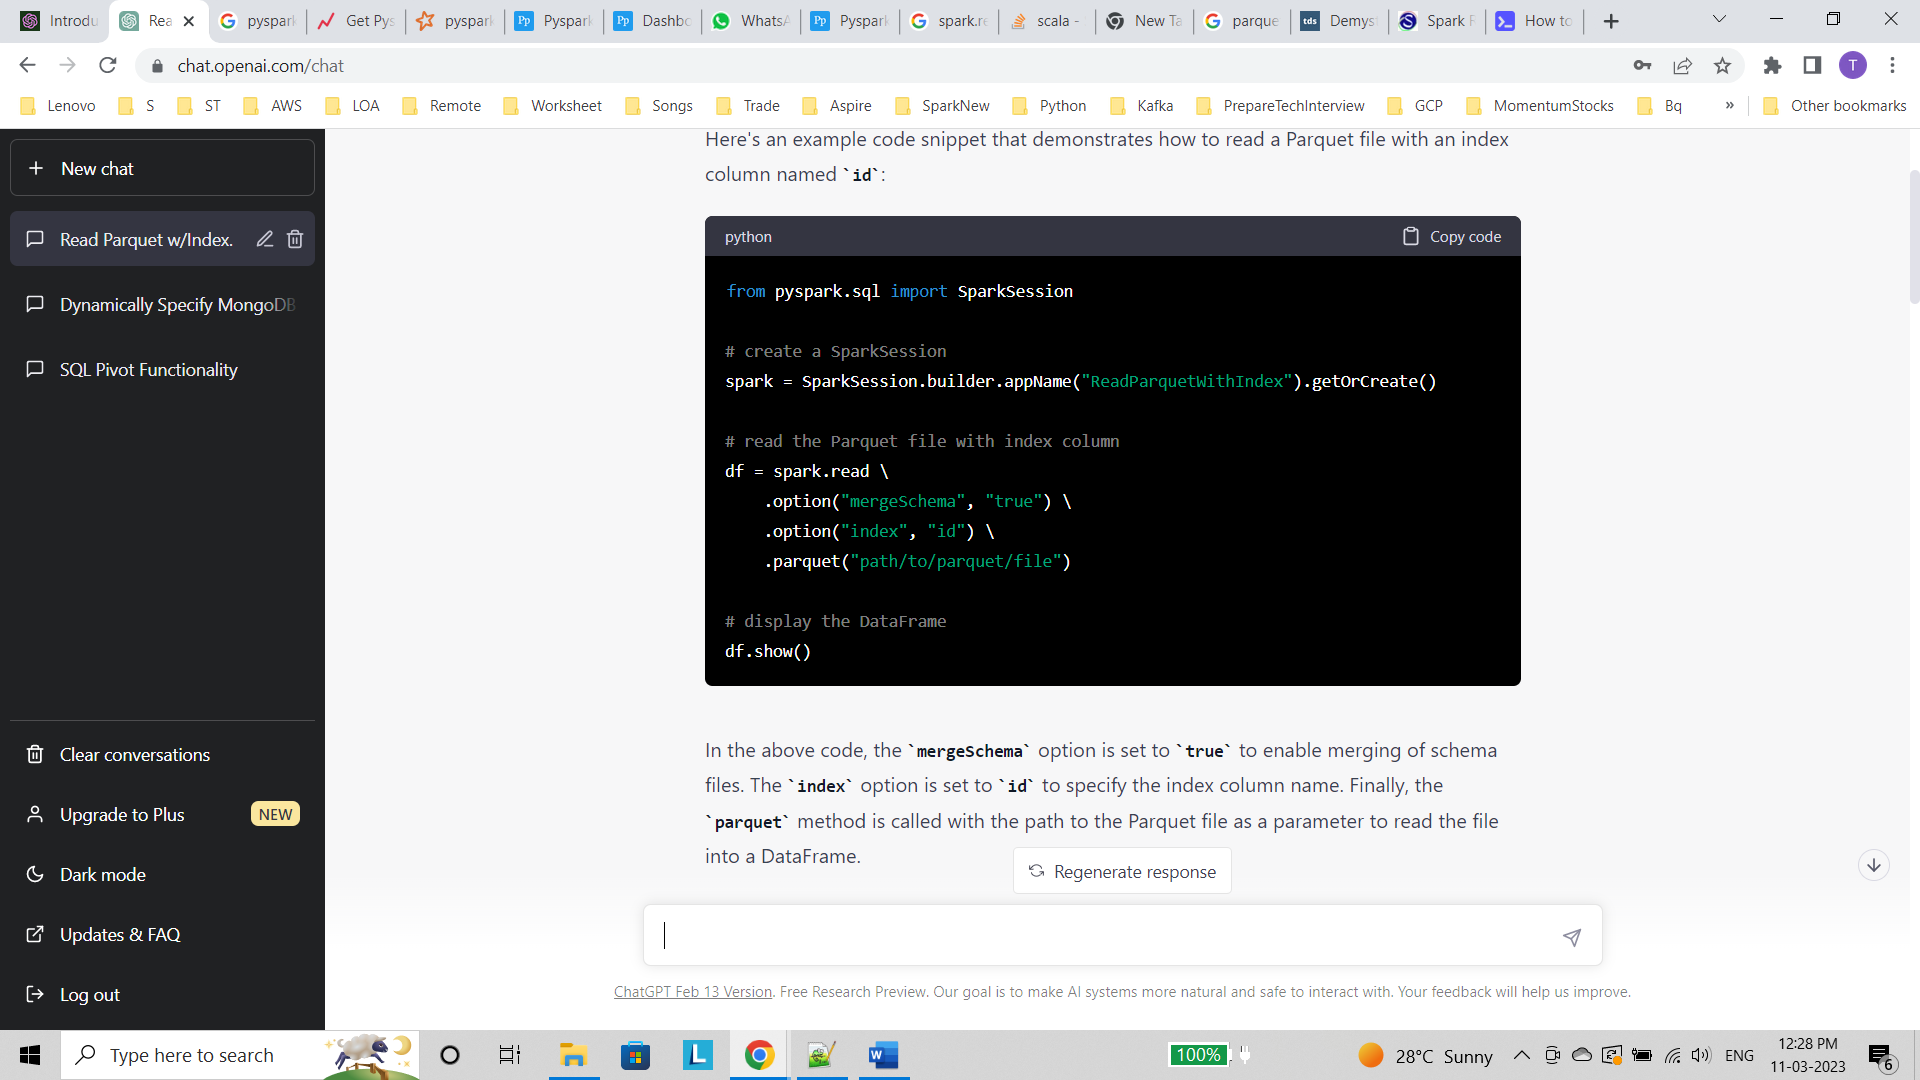 Introdu
Rea
pyspark
Get Pys
pyspark
Pyspark
Dashbo
WhatsA
Pyspark
spark.re
scala -
New Ta
parque
tds
Demys
Spark F
How to
chat.openai.com/chat
T
Lenovo
S
ST
AWS
LOA
Remote
Worksheet
Songs
Trade
Aspire
SparkNew
Python
Kafka
PrepareTechInterview
GCP
MomentumStocks
Bq
»
Other bookmarks
New chat
Read Parquet w/Index.
Dynamically Specify MongoDB
SQL Pivot Functionality
Clear conversations
Upgrade to Plus NEW
Dark mode
Updates & FAQ
Log out
Here's an example code snippet that demonstrates how to read a Parquet file with an index
column named `id`:
python Copy code
from pyspark.sql import SparkSession
# create a SparkSession
spark = SparkSession.builder.appName("ReadParquetWithIndex").getOrCreate()
# read the Parquet file with index column
df = spark.read \
.option("mergeSchema", "true") \
.option("index", "id") \
.parquet("path/to/parquet/file")
# display the DataFrame
df.show()
In the above code, the `mergeSchema` option is set to `true` to enable merging of schema
files. The `index` option is set to `id` to specify the index column name. Finally, the
`parquet` method is called with the path to the Parquet file as a parameter to read the file
into a DataFrame.
Regenerate response
ChatGPT Feb 13 Version. Free Research Preview. Our goal is to make AI systems more natural and safe to interact with. Your feedback will help us improve.
Type here to search
L
W
100%
28°C Sunny
ENG
12:28 PM
11-03-2023
6